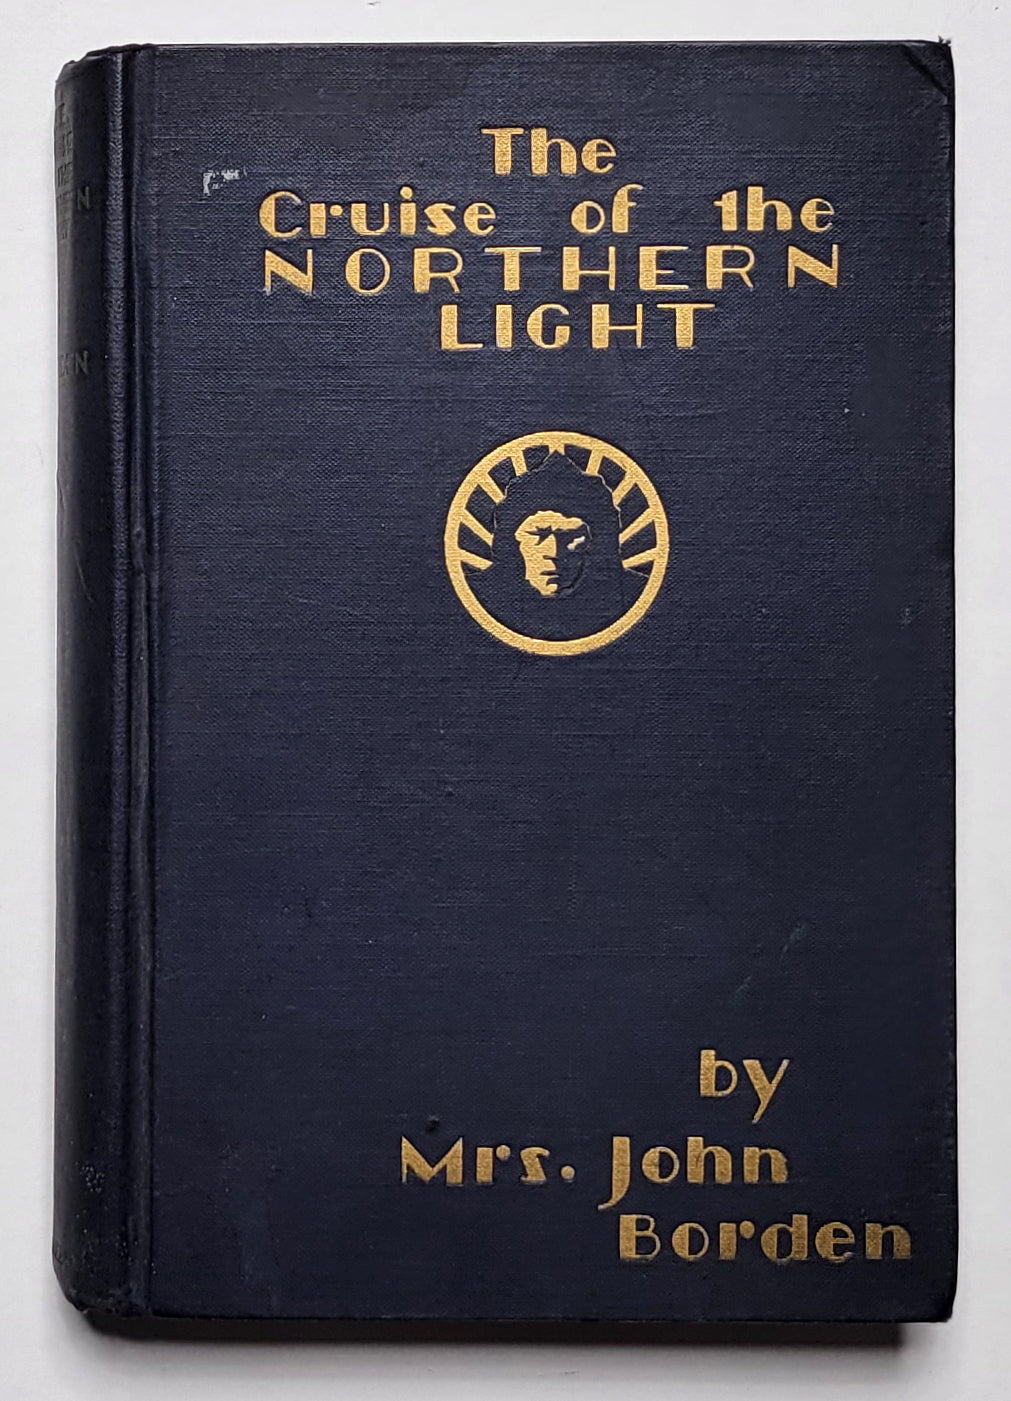 The
Cruise of the
NORTHERN
LIGHT
by
Mrs. John
Borden